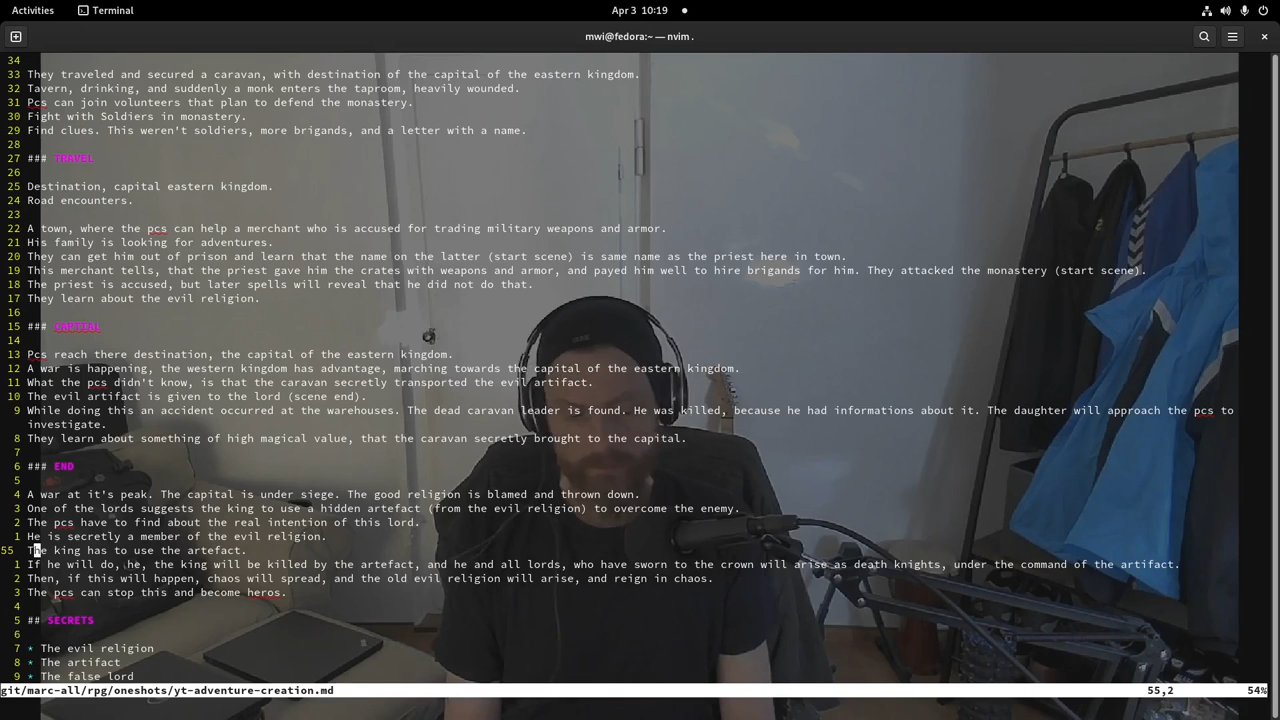 Activities
Terminal
Apr 3 10:19
mwi@fedora:~ — nvim .
34
33 They traveled and secured a caravan, with destination of the capital of the eastern kingdom.
32 Tavern, drinking, and suddenly a monk enters the taproom, heavily wounded.
31 Pcs can join volunteers that plan to defend the monastery.
30 Fight with Soldiers in monastery.
29 Find clues. This weren't soldiers, more brigands, and a letter with a name.
28
27 ### TRAVEL
26
25 Destination, capital eastern kingdom.
24 Road encounters.
23
22 A town, where the pcs can help a merchant who is accused for trading military weapons and armor.
21 His family is looking for adventures.
20 They can get him out of prison and learn that the name on the latter (start scene) is same name as the priest here in town.
19 This merchant tells, that the priest gave him the crates with weapons and armor, and payed him well to hire brigands for him. They attacked the monastery (start scene).
18 The priest is accused, but later spells will reveal that he did not do that.
17 They learn about the evil religion.
16
15 ### CAPTIAL
14
13 Pcs reach there destination, the capital of the eastern kingdom.
12 A war is happening, the western kingdom has advantage, marching towards the capital of the eastern kingdom.
11 What the pcs didn't know, is that the caravan secretly transported the evil artifact.
10 The evil artifact is given to the lord (scene end).
9 While doing this an accident occurred at the warehouses. The dead caravan leader is found. He was killed, because he had informations about it. The daughter will approach the pcs to
investigate.
8 They learn about something of high magical value, that the caravan secretly brought to the capital.
7
6 ### END
5
4 A war at it's peak. The capital is under siege. The good religion is blamed and thrown down.
3 One of the lords suggests the king to use a hidden artefact (from the evil religion) to overcome the enemy.
2 The pcs have to find about the real intention of this lord.
1 He is secretly a member of the evil religion.
55 The king has to use the artefact.
1 If he will do, he, the king will be killed by the artefact, and he and all lords, who have sworn to the crown will arise as death knights, under the command of the artifact.
2 Then, if this will happen, chaos will spread, and the old evil religion will arise, and reign in chaos.
3 The pcs can stop this and become heros.
4
5 ## SECRETS
6
7 * The evil religion
8 * The artifact
9 * The false lord
git/marc-all/rpg/oneshots/yt-adventure-creation.md 55,2 54%